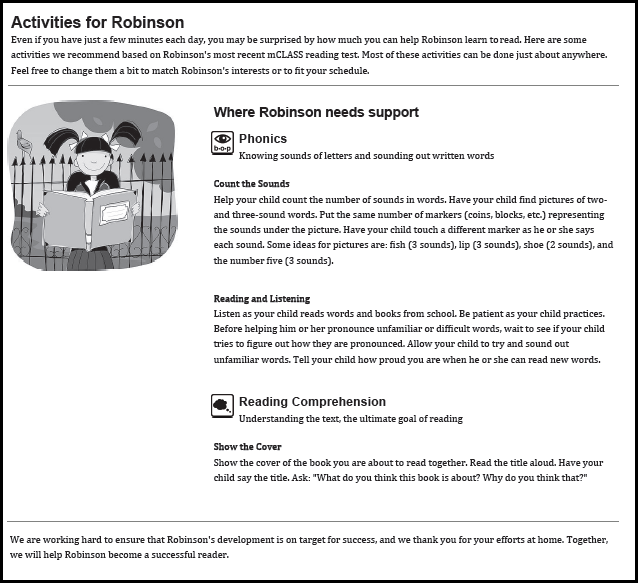 Activities for Robinson
Even if you have just a few minutes each day, you may be surprised by how much you can help Robinson learn to read. Here are some
activities we recommend based on Robinson's most recent mCLASS reading test. Most of these activities can be done just about anywhere.
Feel free to change them a bit to match Robinson's interests or to fit your schedule.
Where Robinson needs support
b-a-p
Phonics
Knowing sounds of letters and sounding out written words
Count the Sounds
Help your child count the number of sounds in words. Have your child find pictures of two-
and three-sound words. Put the same number of markers (coins, blocks, etc.) representing
the sounds under the picture. Have your child touch a different marker as he or she says
each sound. Some ideas for pictures are: fish (3 sounds), lip (3 sounds), shoe (2 sounds), and
the number five (3 sounds).
Reading and Listening
Listen as your child reads words and books from school. Be patient as your child practices.
Before helping him or her pronounce unfamiliar or difficult words, wait to see if your child
tries to figure out how they are pronounced. Allow your child to try and sound out
unfamiliar words. Tell your child how proud you are when he or she can read new words.
Reading Comprehension
Understanding the text, the ultimate goal of reading
Show the Cover
Show the cover of the book you are about to read together. Read the title aloud. Have your
child say the title. Ask: "What do you think this book is about? Why do you think that?"
We are working hard to ensure that Robinson's development is on target for success, and we thank you for your efforts at home. Together,
we will help Robinson become a successful reader.